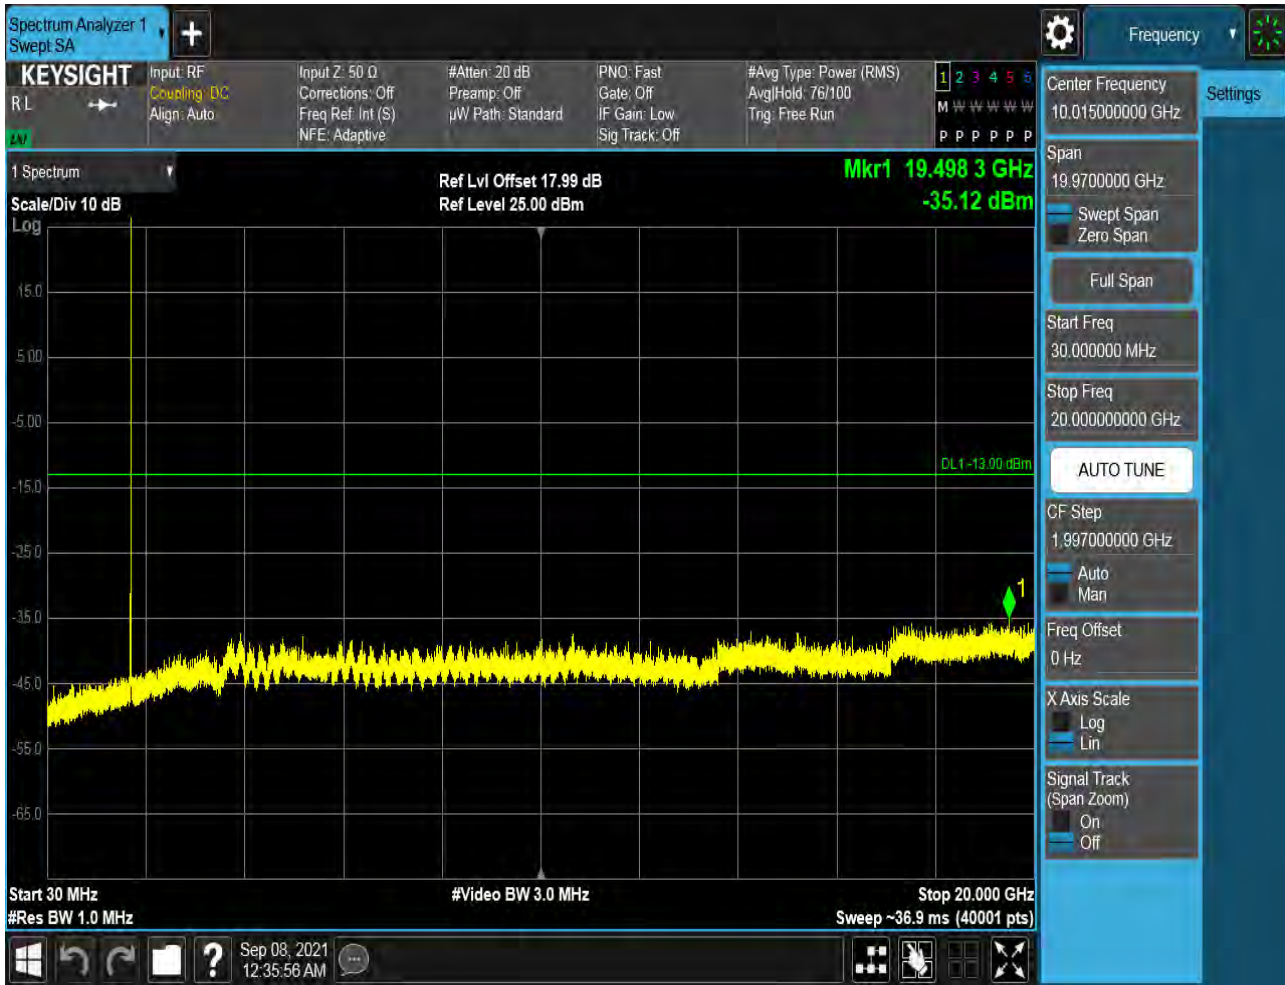 Spectrum Analyzer 1
Swept SA
Frequency
KEYSIGHT
R L
LXI
Input: RF
Coupling: DC
Align: Auto
Input Z: 50 Ω
Corrections: Off
Freq Ref: Int (S)
NFE: Adaptive
#Atten: 20 dB
Preamp: Off
µW Path: Standard
PNO: Fast
Gate: Off
IF Gain: Low
Sig Track: Off
#Avg Type: Power (RMS)
Avg|Hold: 76/100
Trig: Free Run
1 2 3 4 5 6
M W W W W W
P P P P P P
1 Spectrum
Scale/Div 10 dB
Log
Ref Lvl Offset 17.99 dB
Ref Level 25.00 dBm
Mkr1 19.498 3 GHz
-35.12 dBm
15.0
5.00
-5.00
DL1 -13.00 dBm
-15.0
-25.0
1
-35.0
-45.0
-55.0
-65.0
Start 30 MHz
#Video BW 3.0 MHz
Stop 20.000 GHz
#Res BW 1.0 MHz
Sweep ~36.9 ms (40001 pts)
Sep 08, 2021
12:35:56 AM
Center Frequency
10.015000000 GHz
Settings
Span
19.9700000 GHz
Swept Span
Zero Span
Full Span
Start Freq
30.000000 MHz
Stop Freq
20.000000000 GHz
AUTO TUNE
CF Step
1.997000000 GHz
Auto
Man
Freq Offset
0 Hz
X Axis Scale
Log
Lin
Signal Track
(Span Zoom)
On
Off